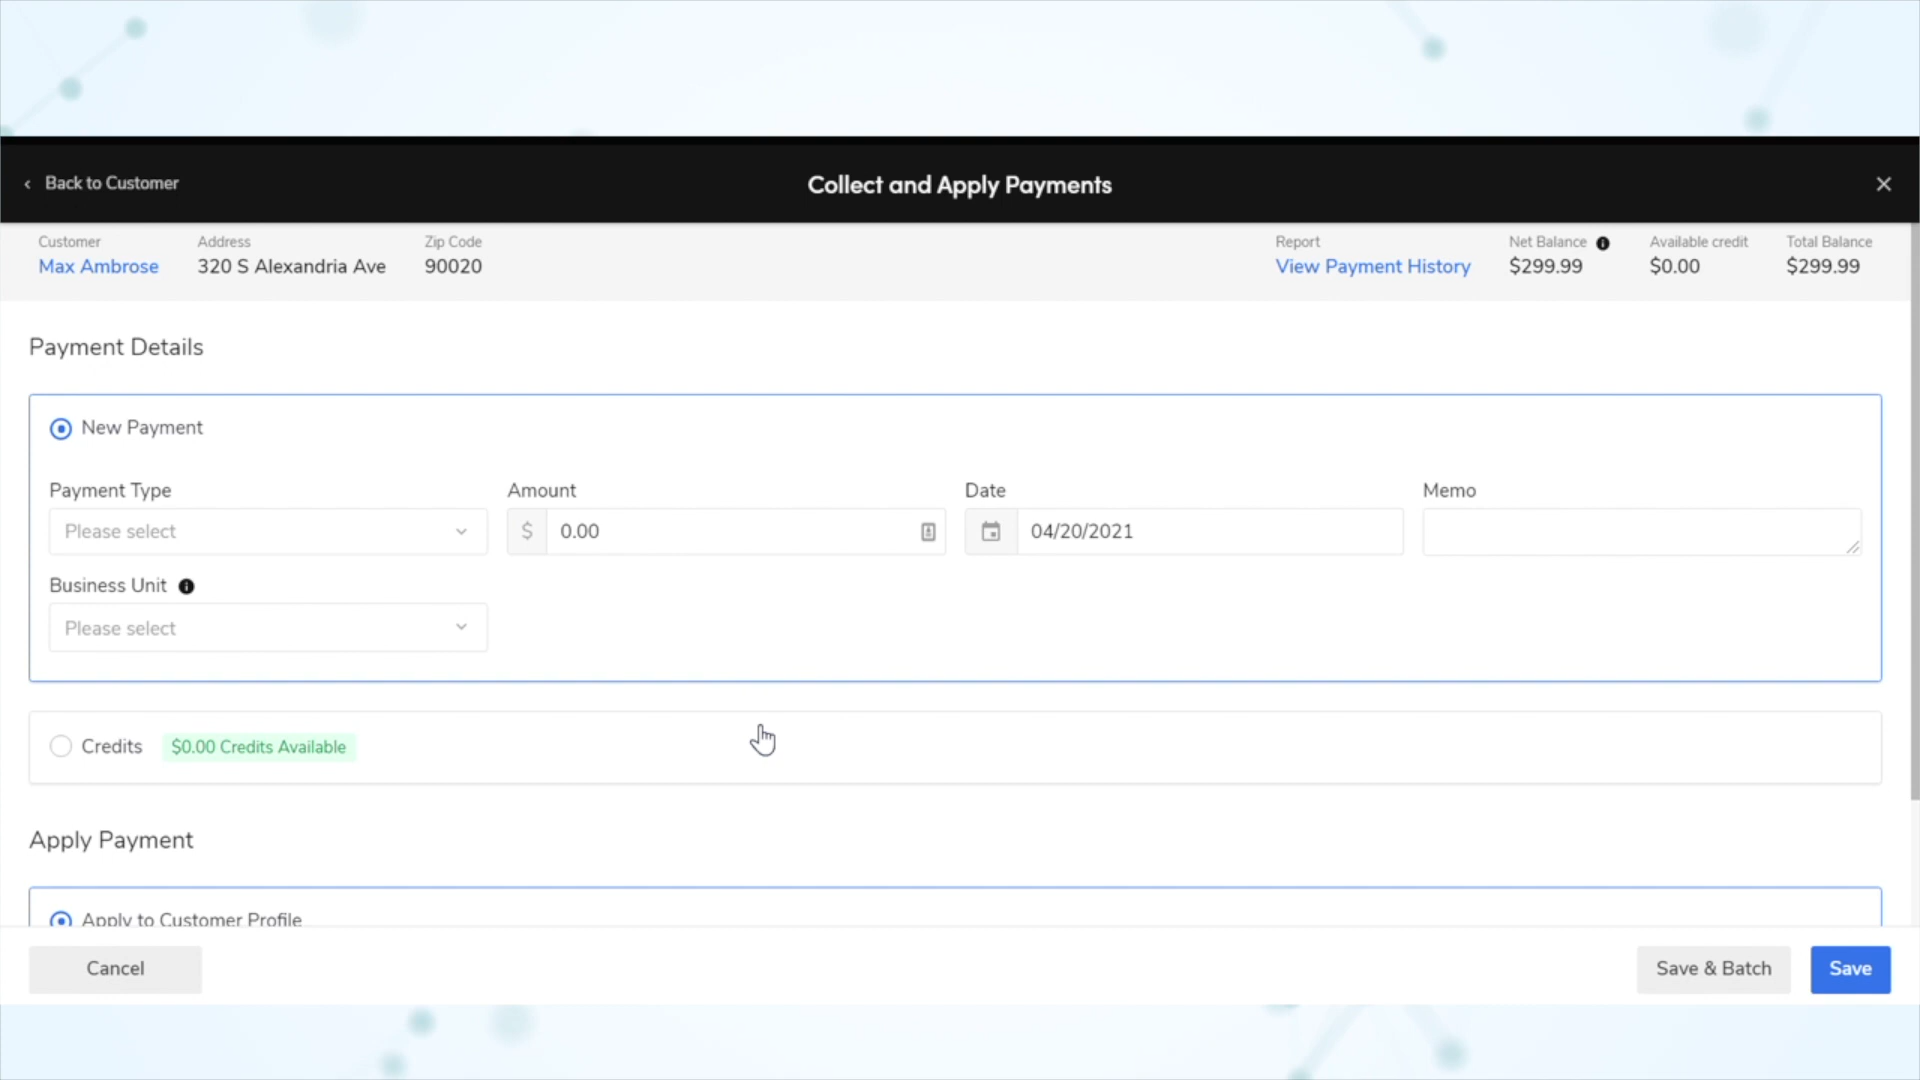 Back to Customer
Collect and Apply Payments
Customer Address Zip Code Report Net Balance Available credit Total Balance
Max Ambrose 320 S Alexandria Ave 90020 View Payment History $299.99 $0.00 $299.99
Payment Details
New Payment
Payment Type Amount Date Memo
Please select $ 0.00 04/20/2021
Business Unit
Please select
Credits $0.00 Credits Available
Apply Payment
Apply to Customer Profile
Cancel Save & Batch Save